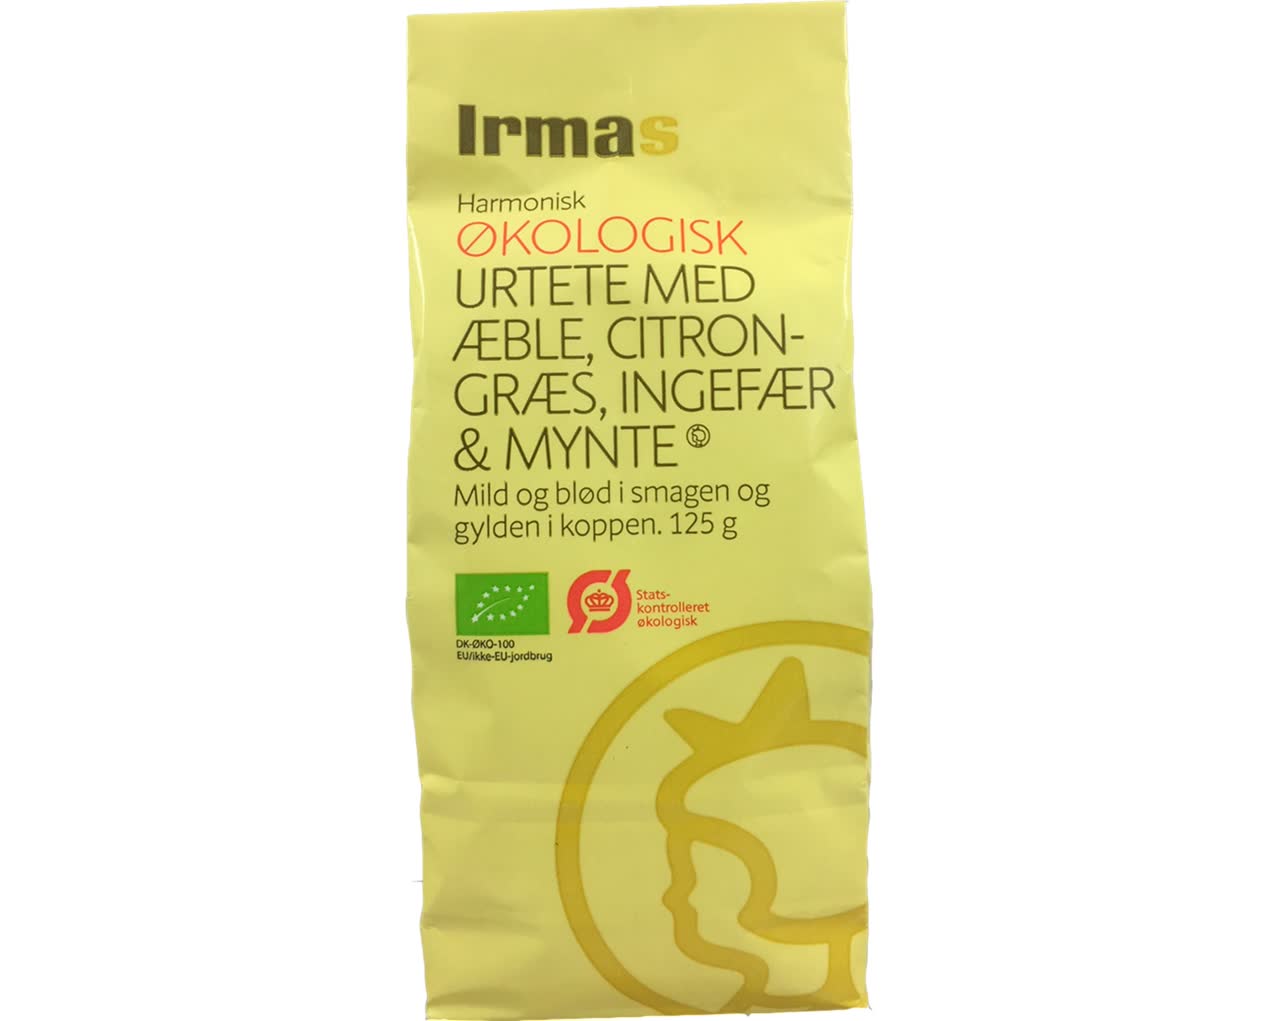 Irmas
Harmonisk
ØKOLOGISK
URTETE MED
ÆBLE, CITRON-
GRÆS, INGEFÆR
& MYNTE
Mild og blød i smagen og
gylden i koppen. 125 g
Stats-
kontrolleret
økologisk
DK-ØKO-100
EU/ikke-EU-jordbrug